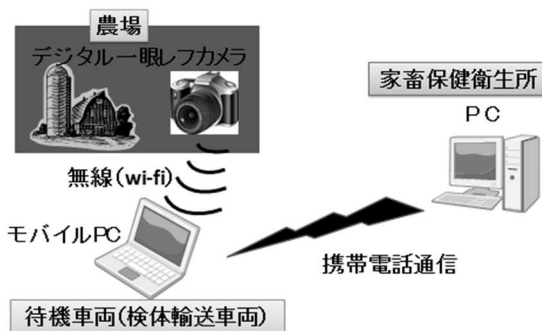 農場
デジタル一眼レフカメラ
家畜保健衛生所
ＰＣ
無線(wi-fi)
モバイルPC
携帯電話通信
待機車両(検体輸送車両)